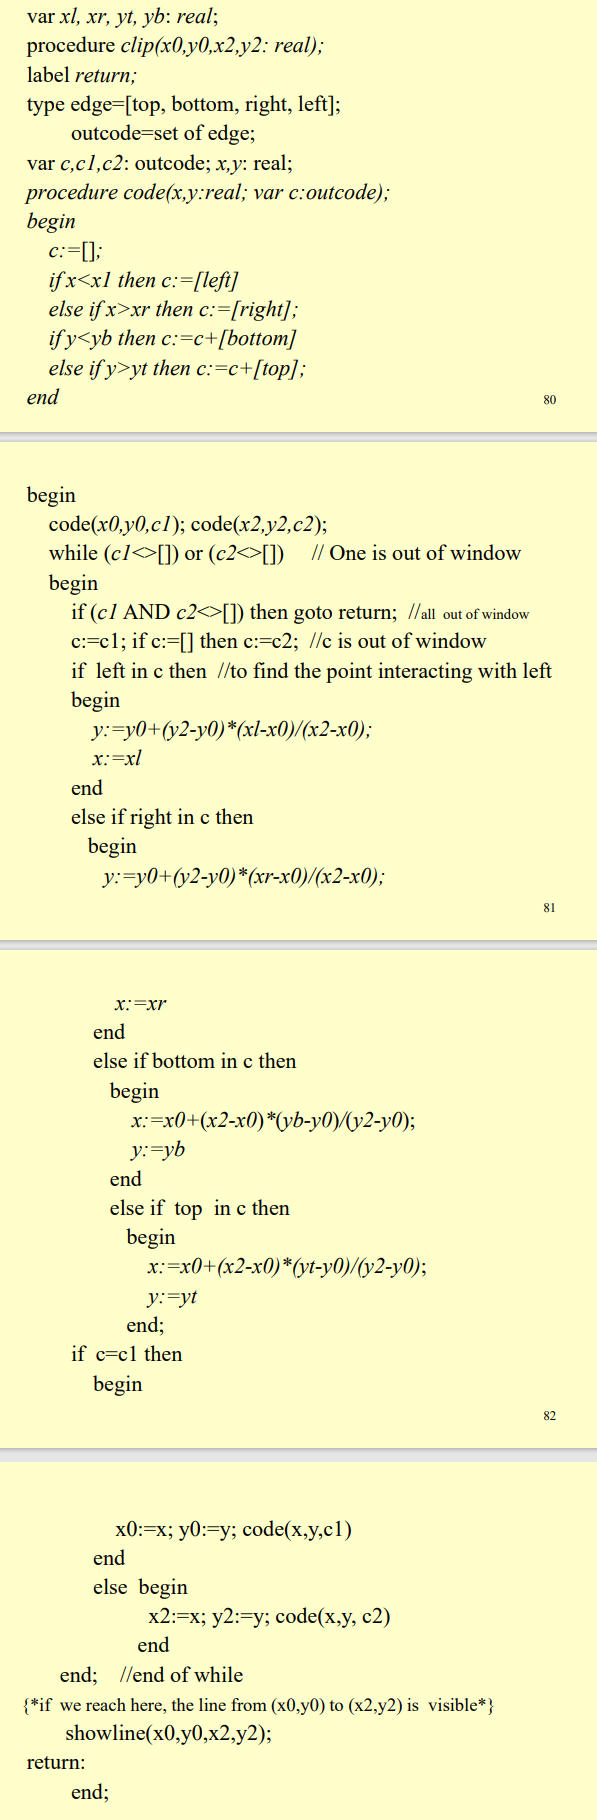 var xl, xr, yt, yb: real;
procedure clip(x0,y0,x2,y2: real);
label return;
type edge=[top, bottom, right, left];
outcode=set of edge;
var c,c1,c2: outcode; x,y: real;
procedure code(x,y:real; var c:outcode);
begin
c:=[];
if x<x1 then c:=[left]
else if x>xr then c:=[right];
if y<yb then c:=c+[bottom]
else if y>yt then c:=c+[top];
end
80
begin
code(x0,y0,c1); code(x2,y2,c2);
while (c1<>[]) or (c2<>[]) // One is out of window
begin
if (c1 AND c2<>[]) then goto return; //all out of window
c:=c1; if c:=[] then c:=c2; //c is out of window
if left in c then //to find the point interacting with left
begin
y:=y0+(y2-y0)*(xl-x0)/(x2-x0);
x:=xl
end
else if right in c then
begin
y:=y0+(y2-y0)*(xr-x0)/(x2-x0);
81
x:=xr
end
else if bottom in c then
begin
x:=x0+(x2-x0)*(yb-y0)/(y2-y0);
y:=yb
end
else if top in c then
begin
x:=x0+(x2-x0)*(yt-y0)/(y2-y0);
y:=yt
end;
if c=c1 then
begin
82
x0:=x; y0:=y; code(x,y,c1)
end
else begin
x2:=x; y2:=y; code(x,y, c2)
end
end; //end of while
{*if we reach here, the line from (x0,y0) to (x2,y2) is visible*}
showline(x0,y0,x2,y2);
return:
end;